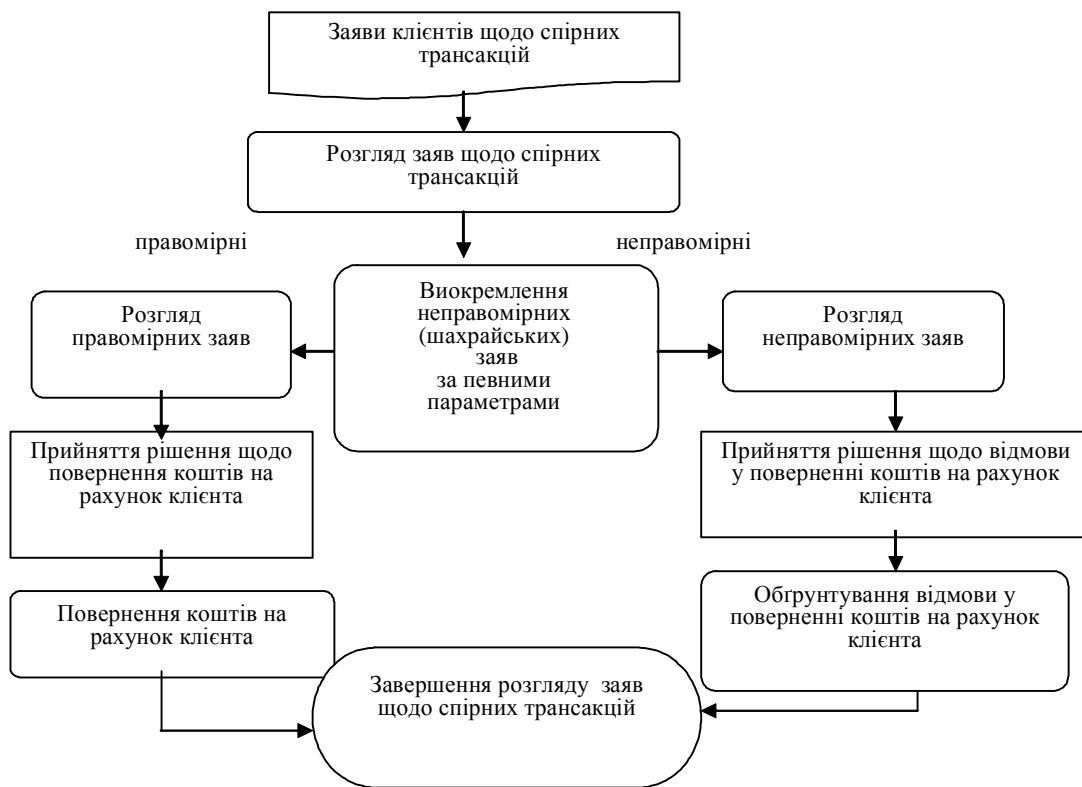 Заяви клієнтів щодо спірних
трансакцій
Розгляд заяв щодо спірних
трансакцій
правомірні
неправомірні
Виокремлення
неправомірних
(шахрайських)
заяв
за певними
параметрами
Розгляд
правомірних заяв
Розгляд
неправомірних заяв
Прийняття рішення щодо
повернення коштів на
рахунок клієнта
Прийняття рішення щодо відмови
у поверненні коштів на рахунок
клієнта
Повернення коштів на
рахунок клієнта
Обґрунтування відмови у
поверненні коштів на рахунок
клієнта
Завершення розгляду заяв
щодо спірних трансакцій